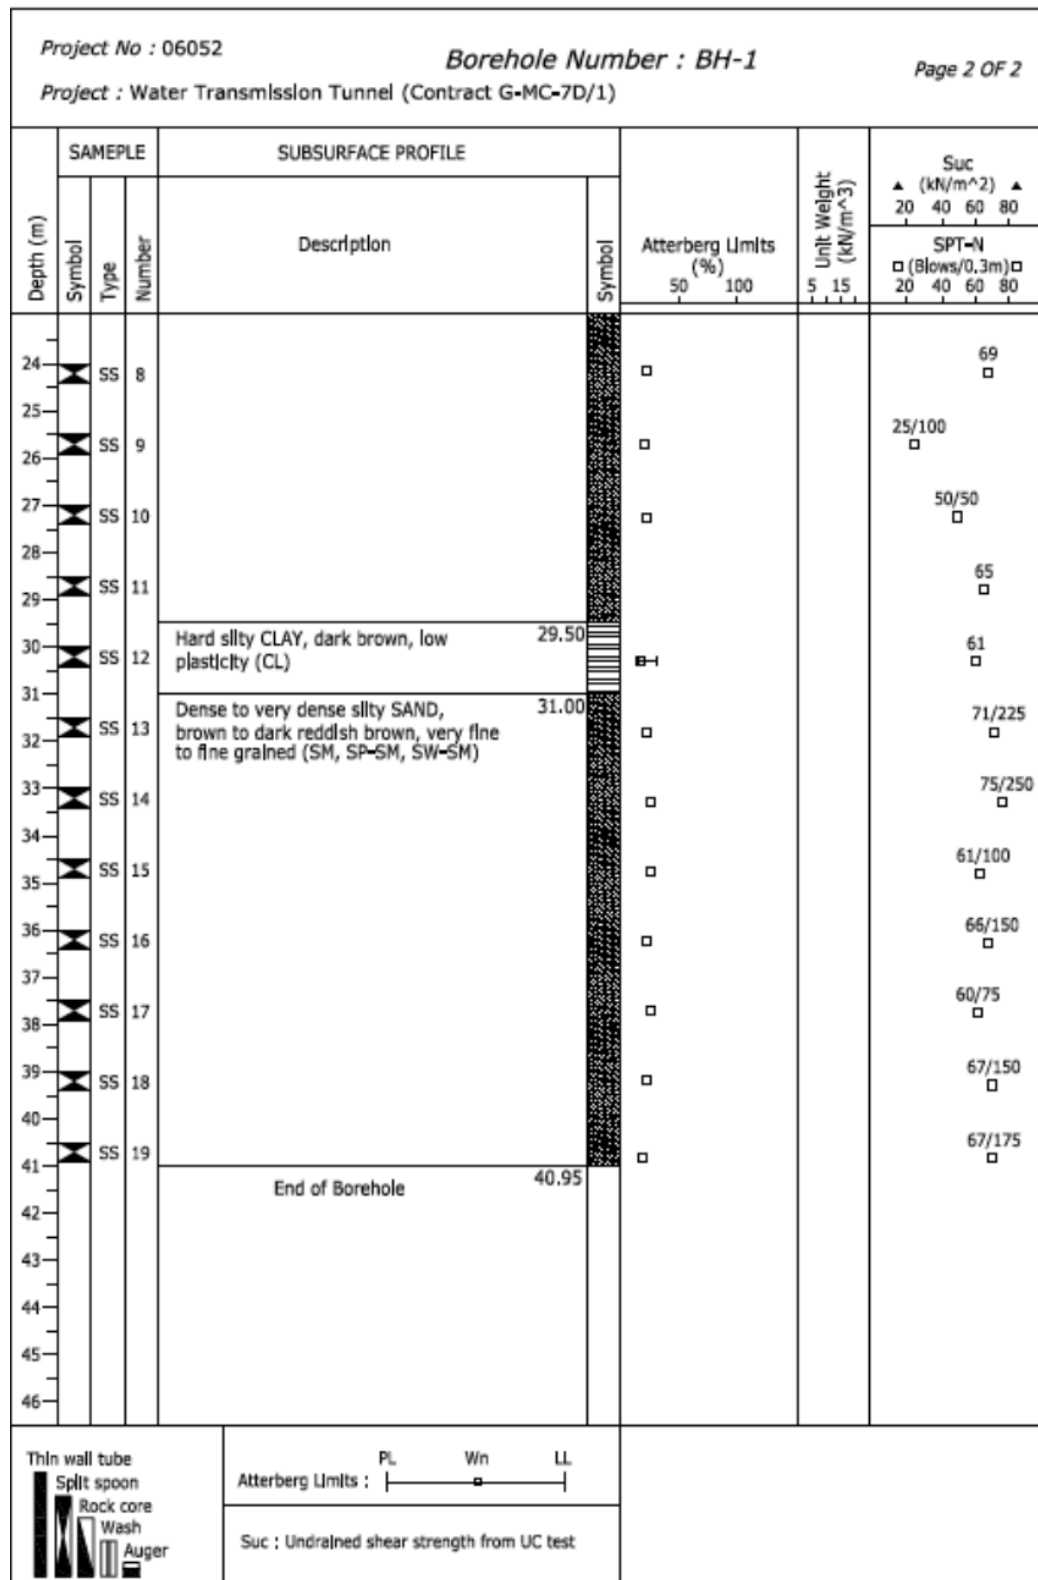 Project No : 06052
Borehole Number : BH-1
Page 2 OF 2
Project : Water Transmission Tunnel (Contract G-MC-7D/1)
SAMEPLE
SUBSURFACE PROFILE
Depth (m)
Symbol
Type
Number
Description
Symbol
Atterberg Limits
(%)
50 100
Unit Weight
(kN/m^3)
5 15
Suc
▲ (kN/m^2) ▲
20 40 60 80
SPT-N
□ (Blows/0.3m) □
20 40 60 80
24
SS 8
69
25
25/100
SS 9
26
27
50/50
SS 10
28
SS 11
65
29
29.50
Hard silty CLAY, dark brown, low
plasticity (CL)
30
SS 12
61
31
31.00
Dense to very dense silty SAND,
brown to dark reddish brown, very fine
to fine grained (SM, SP-SM, SW-SM)
SS 13
71/225
32
33
75/250
SS 14
34
SS 15
61/100
35
36
66/150
SS 16
37
60/75
SS 17
38
39
67/150
SS 18
40
67/175
SS 19
41
40.95
End of Borehole
42
43
44
45
46
Thin wall tube
Split spoon
Rock core
Wash
Auger
PL Wn LL
Atterberg Limits :
Suc : Undrained shear strength from UC test